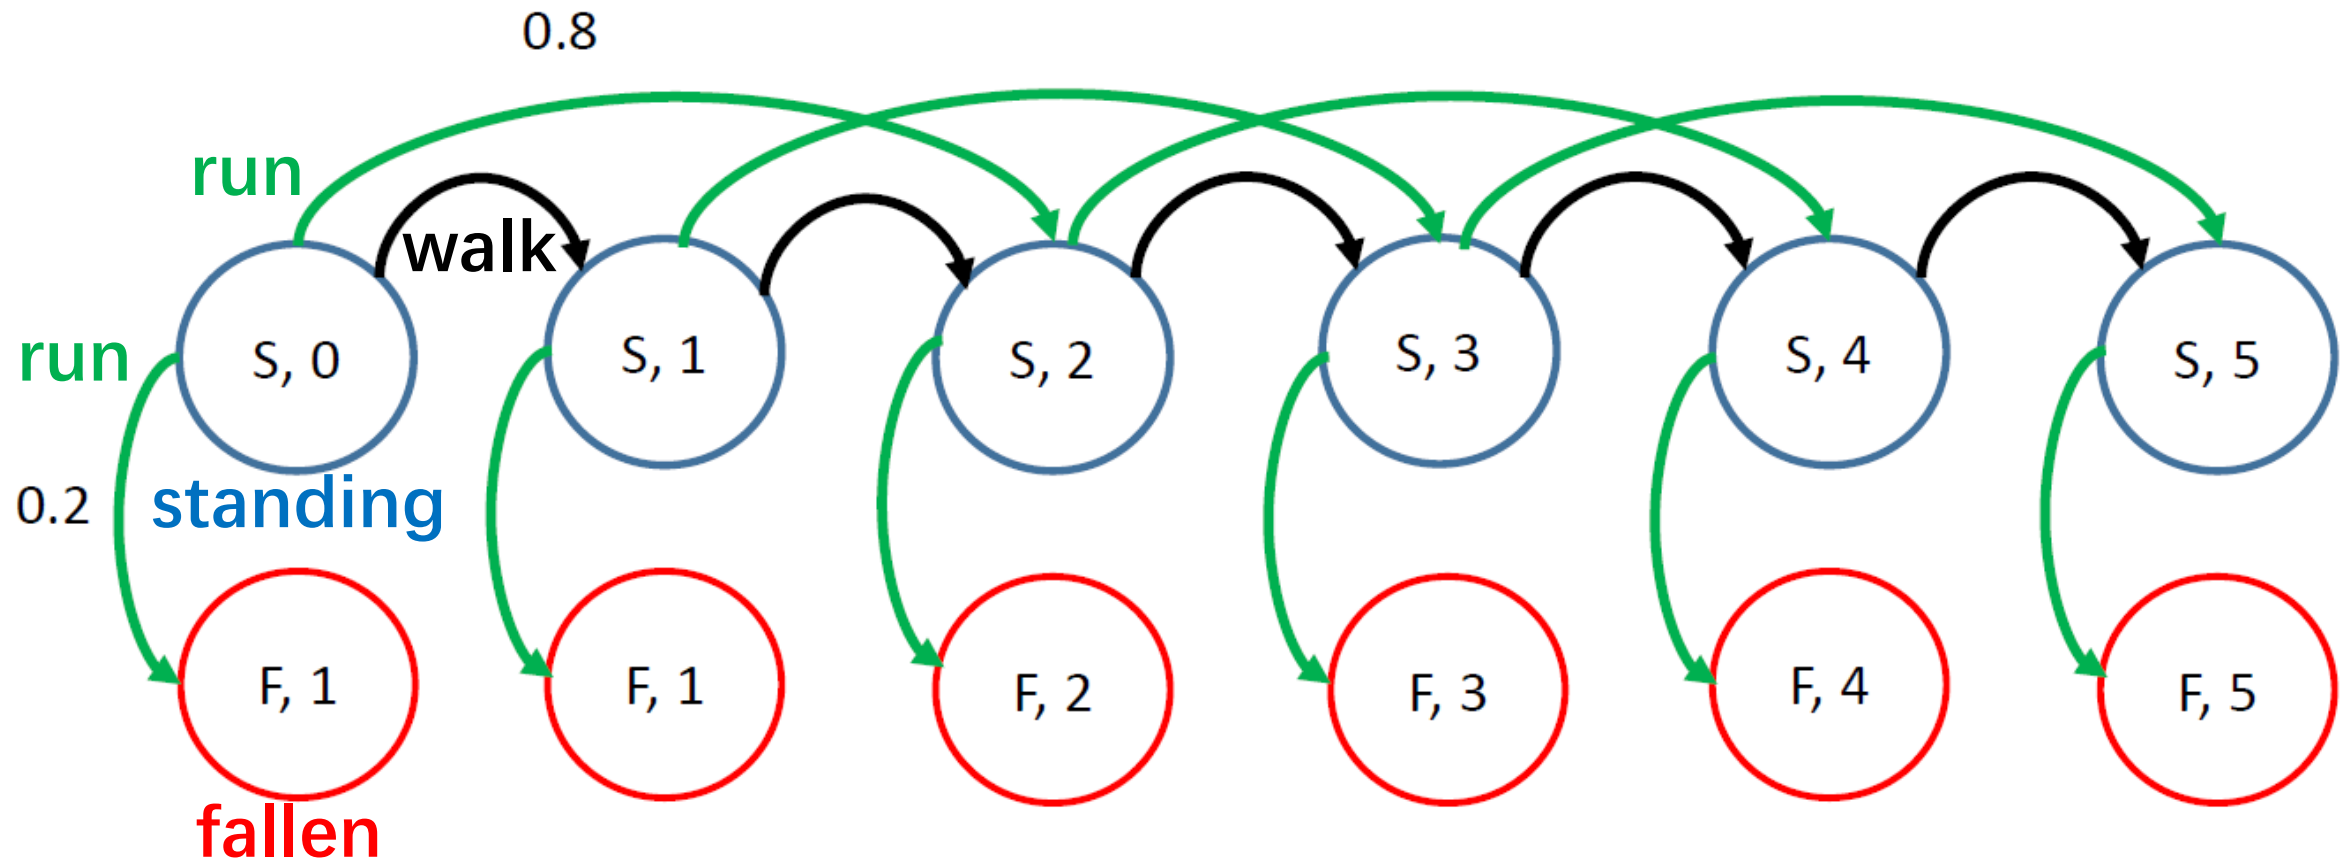 0.8
run
walk
run
S, 0
S, 1
S, 2
S, 3
S, 4
S, 5
0.2
standing
F, 1
F, 1
F, 2
F, 3
F, 4
F, 5
fallen